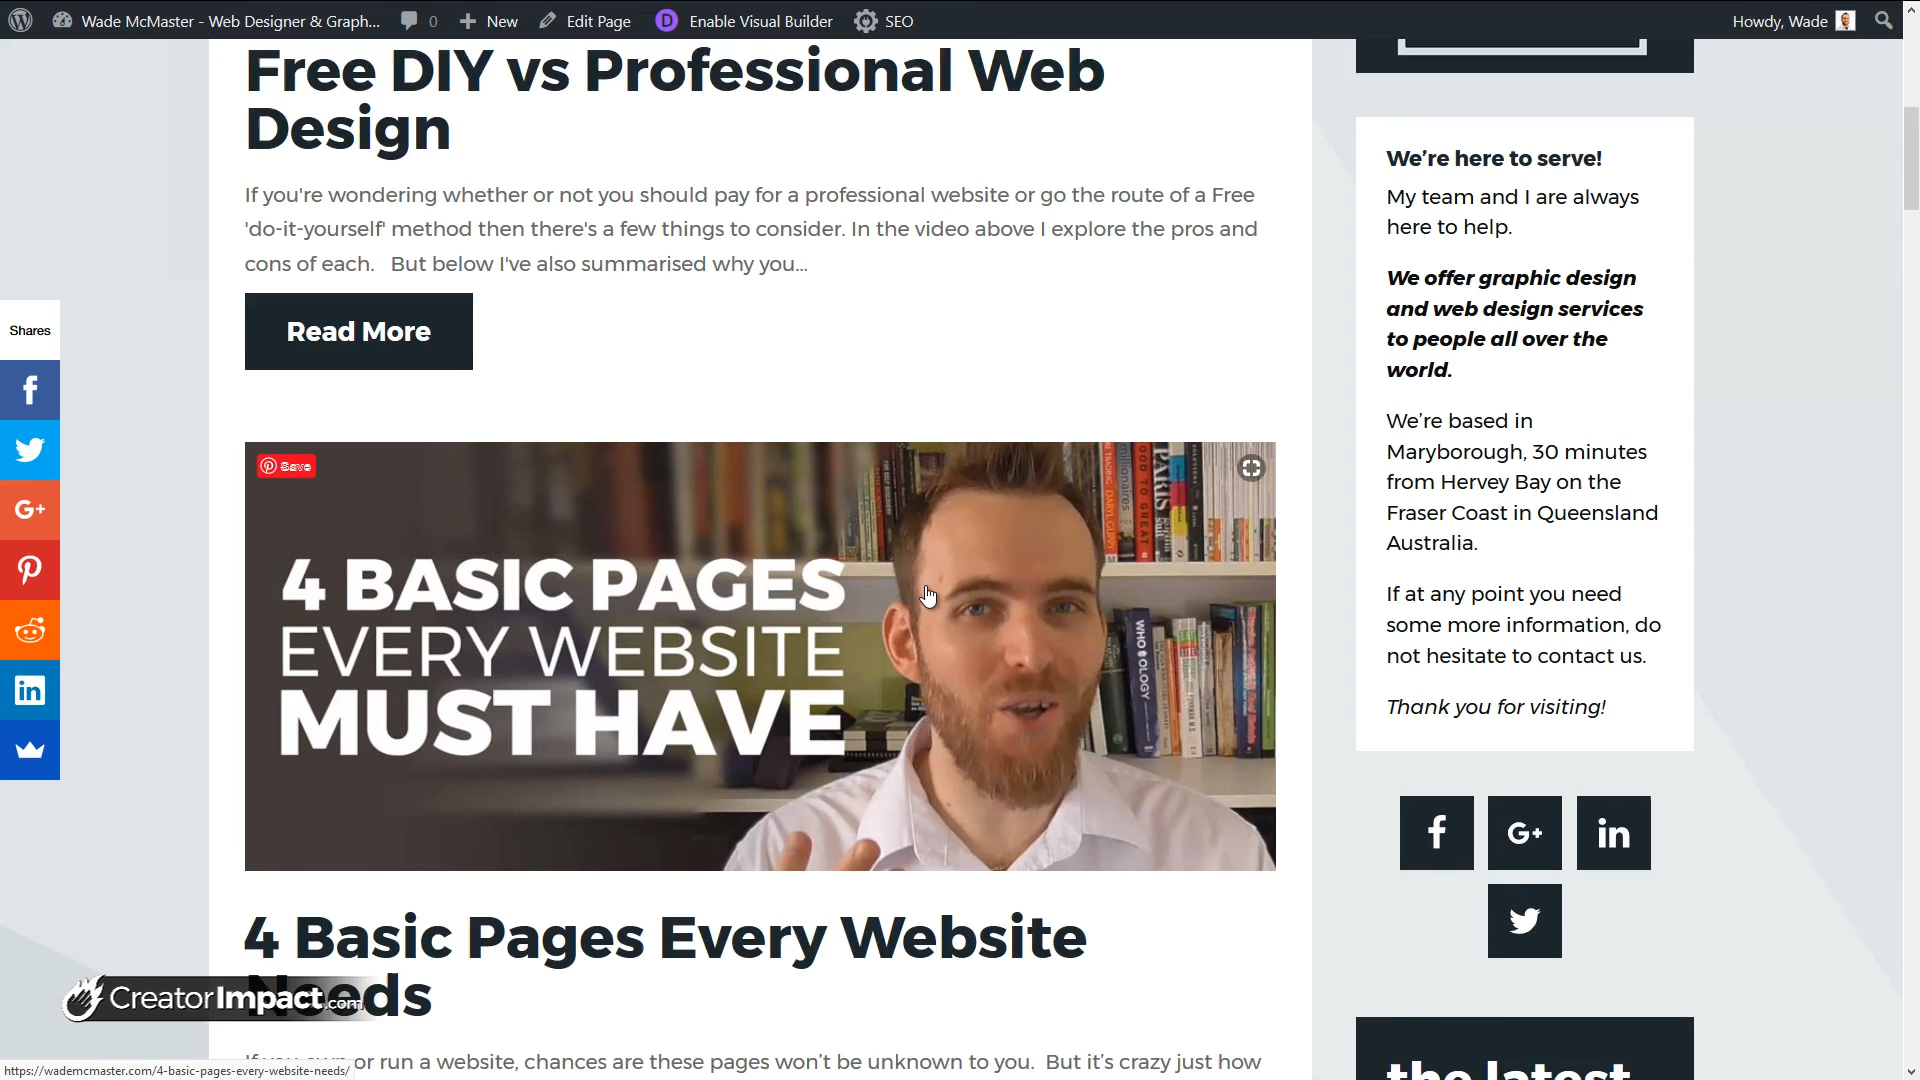 Wade McMaster - Web Designer & Graph...
0
New
Edit Page
Enable Visual Builder
SEO
Howdy, Wade
Free DIY vs Professional Web
Design
If you're wondering whether or not you should pay for a professional website or go the route of a Free
'do-it-yourself' method then there's a few things to consider. In the video above I explore the pros and
cons of each. But below I've also summarised why you...
Read More
Shares
Save
4 BASIC PAGES
EVERY WEBSITE
MUST HAVE
GOOD TO GREAT
PARIS
WHO OLOGY
4 Basic Pages Every Website
Needs
CreatorImpact.com
If you own or run a website, chances are these pages won't be unknown to you. But it's crazy just how
https://wademcmaster.com/4-basic-pages-every-website-needs/
We're here to serve!
My team and I are always
here to help.
We offer graphic design
and web design services
to people all over the
world.
We're based in
Maryborough, 30 minutes
from Hervey Bay on the
Fraser Coast in Queensland
Australia.
If at any point you need
some more information, do
not hesitate to contact us.
Thank you for visiting!
the latest